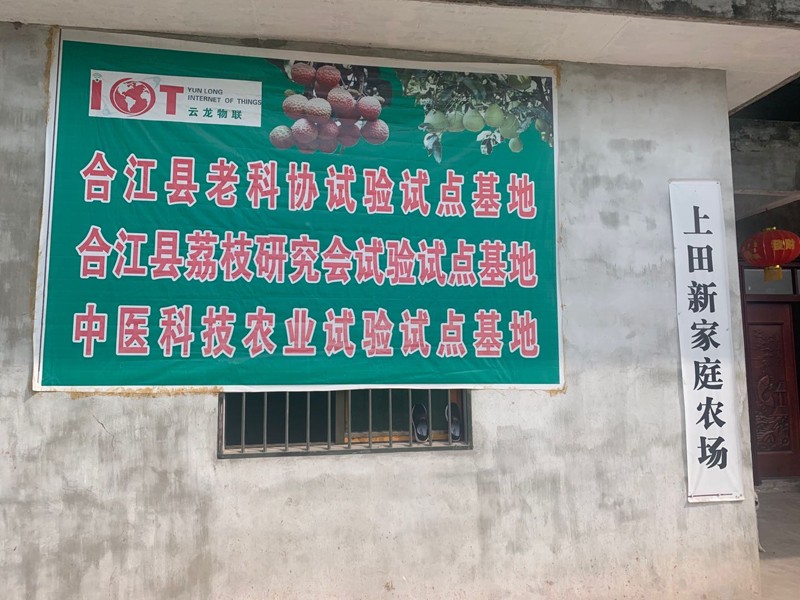 IOT
YUN LONG
INTERNET OF THINGS
云龙物联
合江县老科协试验试点基地
合江县荔枝研究会试验试点基地
中医科技农业试验试点基地
上田新家庭农场